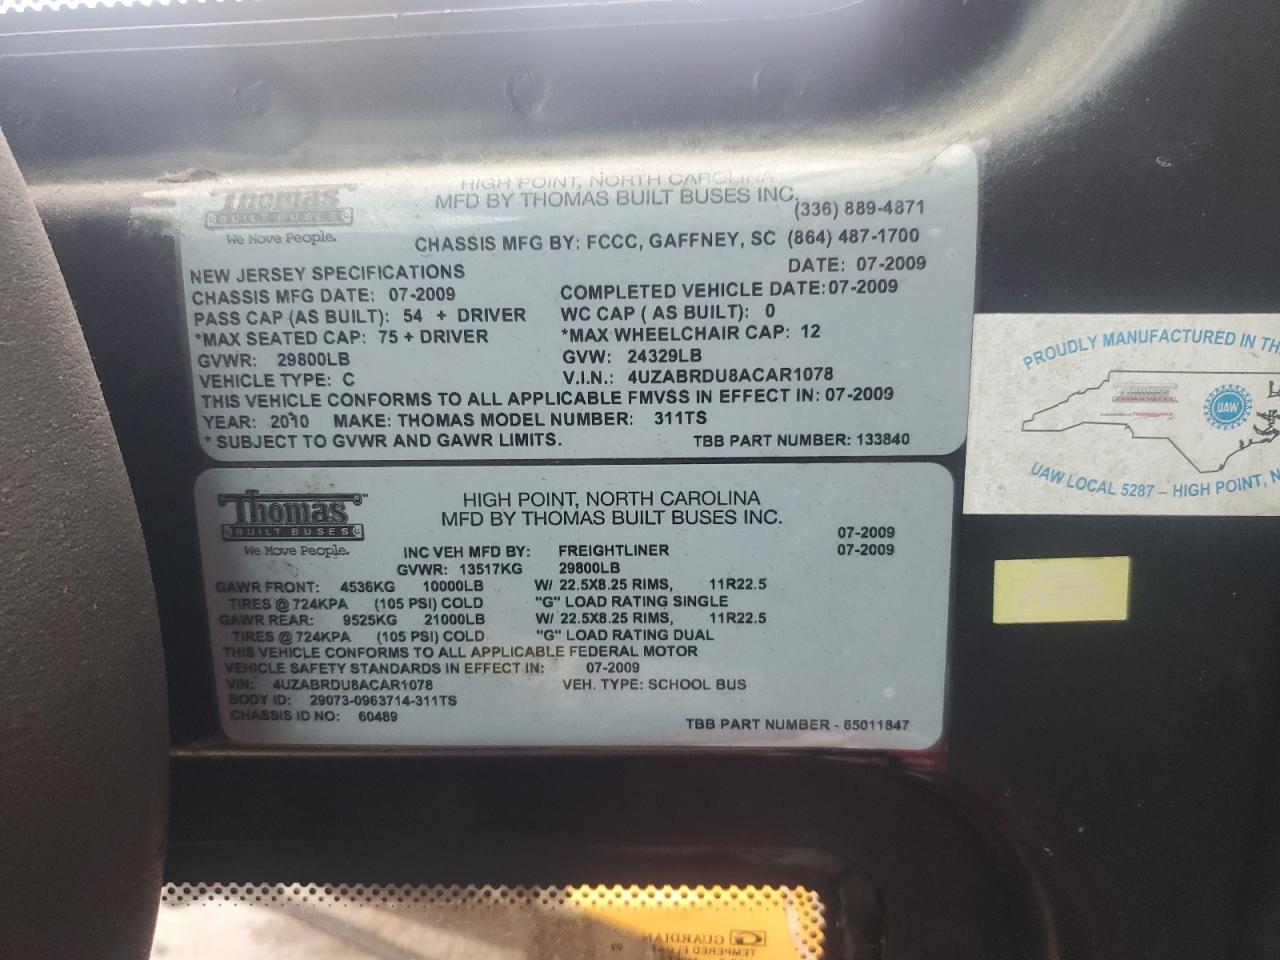 Thomas
BUILT BUSES
We Move People.
HIGH POINT, NORTH CAROLINA
MFD BY THOMAS BUILT BUSES INC.
(336) 889-4871
CHASSIS MFG BY: FCCC, GAFFNEY, SC (864) 487-1700
DATE: 07-2009
NEW JERSEY SPECIFICATIONS
CHASSIS MFG DATE: 07-2009 COMPLETED VEHICLE DATE: 07-2009
PASS CAP (AS BUILT): 54 + DRIVER WC CAP ( AS BUILT): 0
*MAX SEATED CAP: 75 + DRIVER *MAX WHEELCHAIR CAP: 12
GVWR: 29800LB GVW: 24329LB
VEHICLE TYPE: C V.I.N.: 4UZABRDU8ACAR1078
THIS VEHICLE CONFORMS TO ALL APPLICABLE FMVSS IN EFFECT IN: 07-2009
YEAR: 2010 MAKE: THOMAS MODEL NUMBER: 311TS
* SUBJECT TO GVWR AND GAWR LIMITS. TBB PART NUMBER: 133840
Thomas
BUILT BUSES
We Move People.
HIGH POINT, NORTH CAROLINA
MFD BY THOMAS BUILT BUSES INC.
07-2009
INC VEH MFD BY: FREIGHTLINER 07-2009
GVWR: 13517KG 29800LB
GAWR FRONT: 4536KG 10000LB W/ 22.5X8.25 RIMS, 11R22.5
TIRES @ 724KPA (105 PSI) COLD "G" LOAD RATING SINGLE
GAWR REAR: 9525KG 21000LB W/ 22.5X8.25 RIMS, 11R22.5
TIRES @ 724KPA (105 PSI) COLD "G" LOAD RATING DUAL
THIS VEHICLE CONFORMS TO ALL APPLICABLE FEDERAL MOTOR
VEHICLE SAFETY STANDARDS IN EFFECT IN: 07-2009
VIN: 4UZABRDU8ACAR1078 VEH. TYPE: SCHOOL BUS
BODY ID: 29073-0963714-311TS
CHASSIS ID NO: 60489
TBB PART NUMBER - 65011847
PROUDLY MANUFACTURED IN TH
Thomas
UAW
UAW LOCAL 5287 – HIGH POINT, N
GUARDIAN
TEMPERED